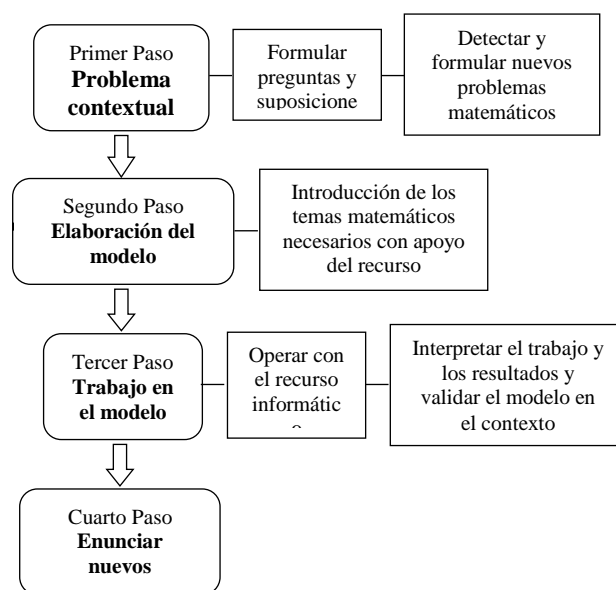 Primer Paso
Problema
contextual
Formular
preguntas y
suposicione
Detectar y
formular nuevos
problemas
matemáticos
Segundo Paso
Elaboración del
modelo
Introducción de los
temas matemáticos
necesarios con apoyo
del recurso
Tercer Paso
Trabajo en
el modelo
Operar con
el recurso
informátic
Interpretar el trabajo y
los resultados y
validar el modelo en
el contexto
Cuarto Paso
Enunciar
nuevos